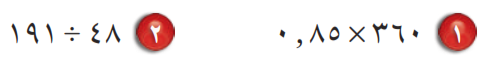 ١ ٠,٨٥ × ٣٦٠
٢ ١٩١ ÷ ٤٨